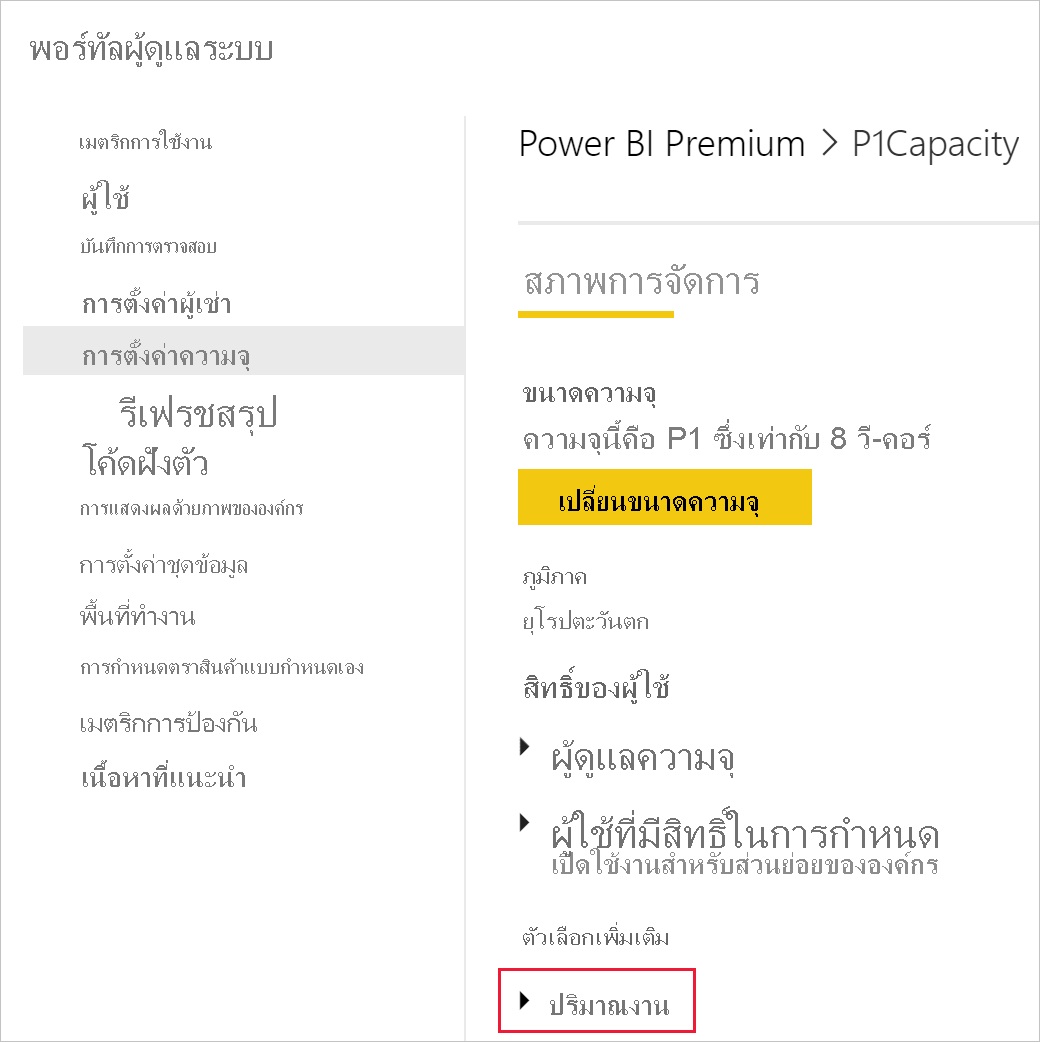 พอร์ทัลผู้ดูแลระบบ
เมตริกการใช้งาน
ผู้ใช้
บันทึกการตรวจสอบ
การตั้งค่าผู้เช่า
การตั้งค่าความจุ
รีเฟรชสรุป
โค้ดฝังตัว
การแสดงผลด้วยภาพขององค์กร
การตั้งค่าชุดข้อมูล
พื้นที่ทำงาน
การกำหนดตราสินค้าแบบกำหนดเอง
เมตริกการป้องกัน
เนื้อหาที่แนะนำ
Power BI Premium > P1Capacity
สภาพการจัดการ
ขนาดความจุ
ความจุนี้คือ P1 ซึ่งเท่ากับ 8 วี-คอร์
เปลี่ยนขนาดความจุ
ภูมิภาค
ยุโรปตะวันตก
สิทธิ์ของผู้ใช้
ผู้ดูแลความจุ
ผู้ใช้ที่มีสิทธิ์ในการกำหนด
เปิดใช้งานสำหรับส่วนย่อยขององค์กร
ตัวเลือกเพิ่มเติม
ปริมาณงาน